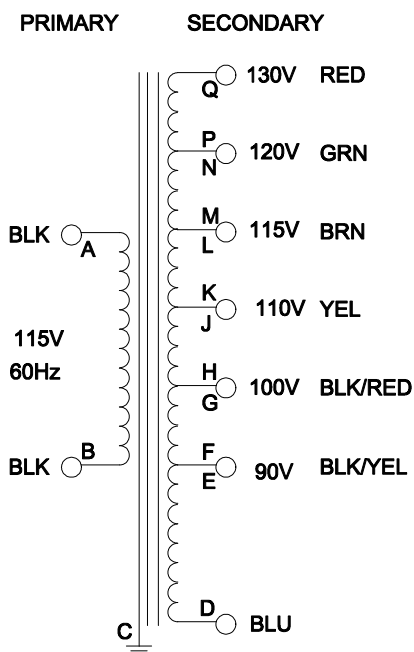 PRIMARY SECONDARY
Q 130V RED
P
N 120V GRN
M
L 115V BRN
BLK A
K
J 110V YEL
115V
60Hz
H
G 100V BLK/RED
B
BLK
F
E 90V BLK/YEL
D BLU
C